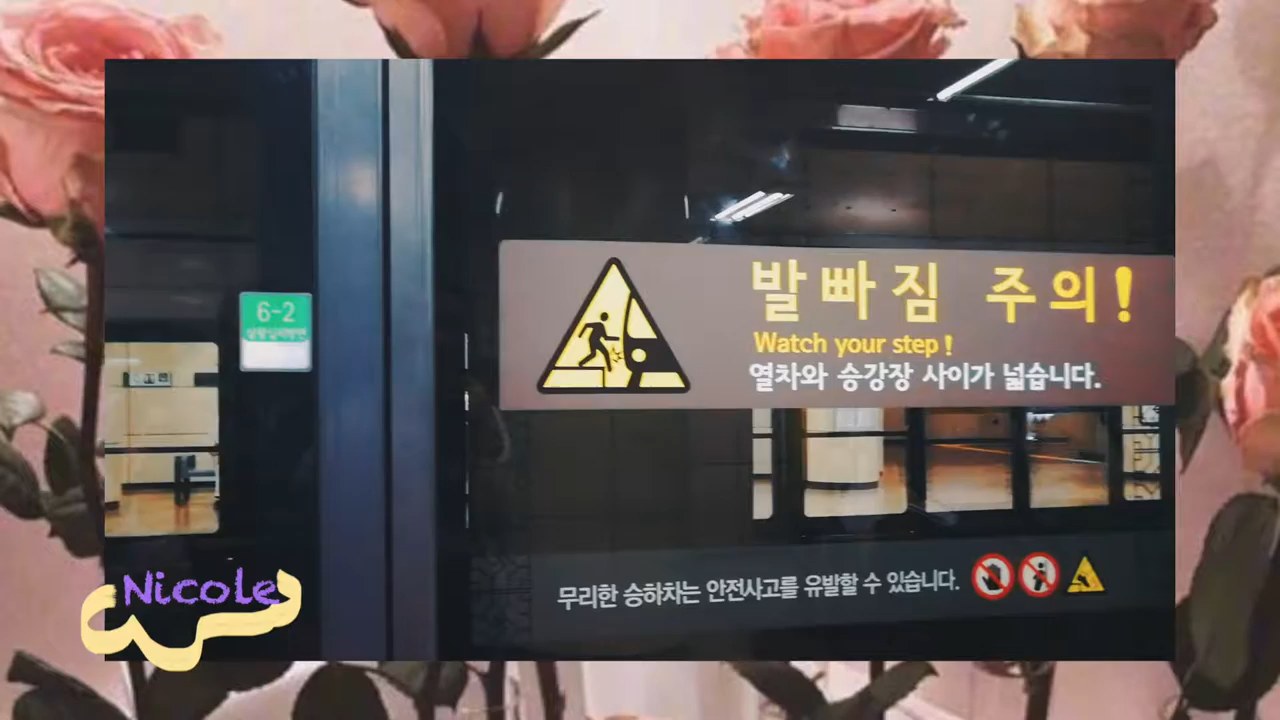 6-2
발빠짐 주의!
Watch your step!
열차와 승강장 사이가 넓습니다.
무리한 승하차는 안전사고를 유발할 수 있습니다.
Nicole